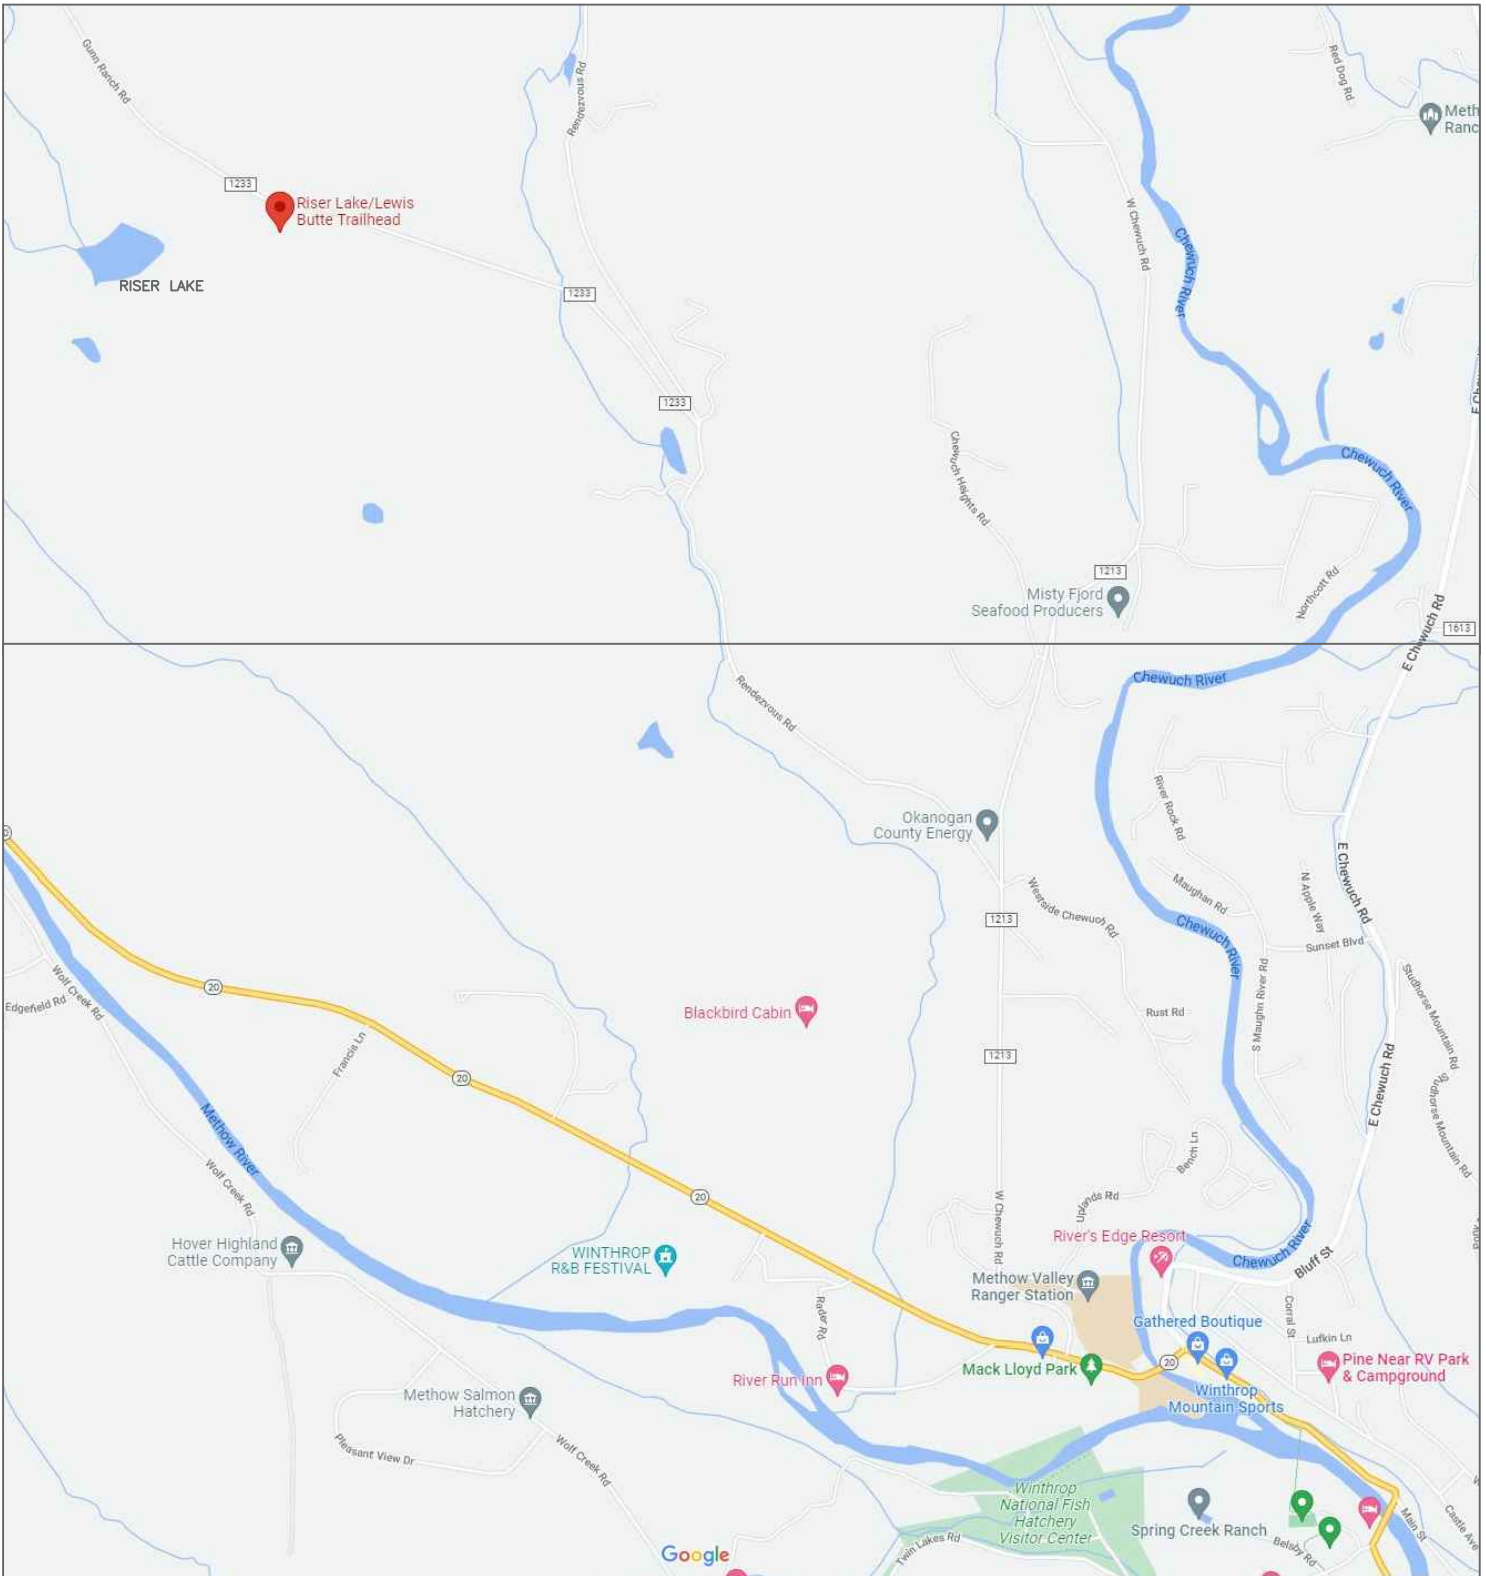 Gunn Ranch Rd
Rendezvous Rd
Red Dog Rd
Meth
Ranc
1233
Riser Lake/Lewis
Butte Trailhead
W Chewuch Rd
Chewuch River
RISER LAKE
1233
1233
Chewuch Heights Rd
Chewuch River
1213
Misty Fjord
Seafood Producers
Northcott Rd
1613
E Chewuch Rd
Chewuch River
Rendezvous Rd
River Rock Rd
Okanogan
County Energy
E Chewuch Rd
Maughan Rd
N Apple Way
Westside Chewuch Rd
1213
Chewuch River
Sunset Blvd
S Maughn River Rd
Studhorse Mountain Rd
Wolf Creek Rd
Edgefield Rd
20
Blackbird Cabin
Rust Rd
Francis Ln
1213
20
E Chewuch Rd
Studhorse Mountain Rd
Methow River
Bench Ln
Wolf Creek Rd
20
Uplands Rd
W Chewuch Rd
River's Edge Resort
Chewuch River
Bluff St
Hover Highland
Cattle Company
WINTHROP
R&B FESTIVAL
Methow Valley
Ranger Station
Rader Rd
Gathered Boutique
Corral St
Lufkin Ln
Mack Lloyd Park
20
Pine Near RV Park
& Campground
River Run Inn
Winthrop
Mountain Sports
Methow Salmon
Hatchery
Pleasant View Dr
Wolf Creek Rd
Winthrop
National Fish
Hatchery
Visitor Center
Spring Creek Ranch
Main St
Castle Ave
Twin Lakes Rd
Belsby Rd
Google